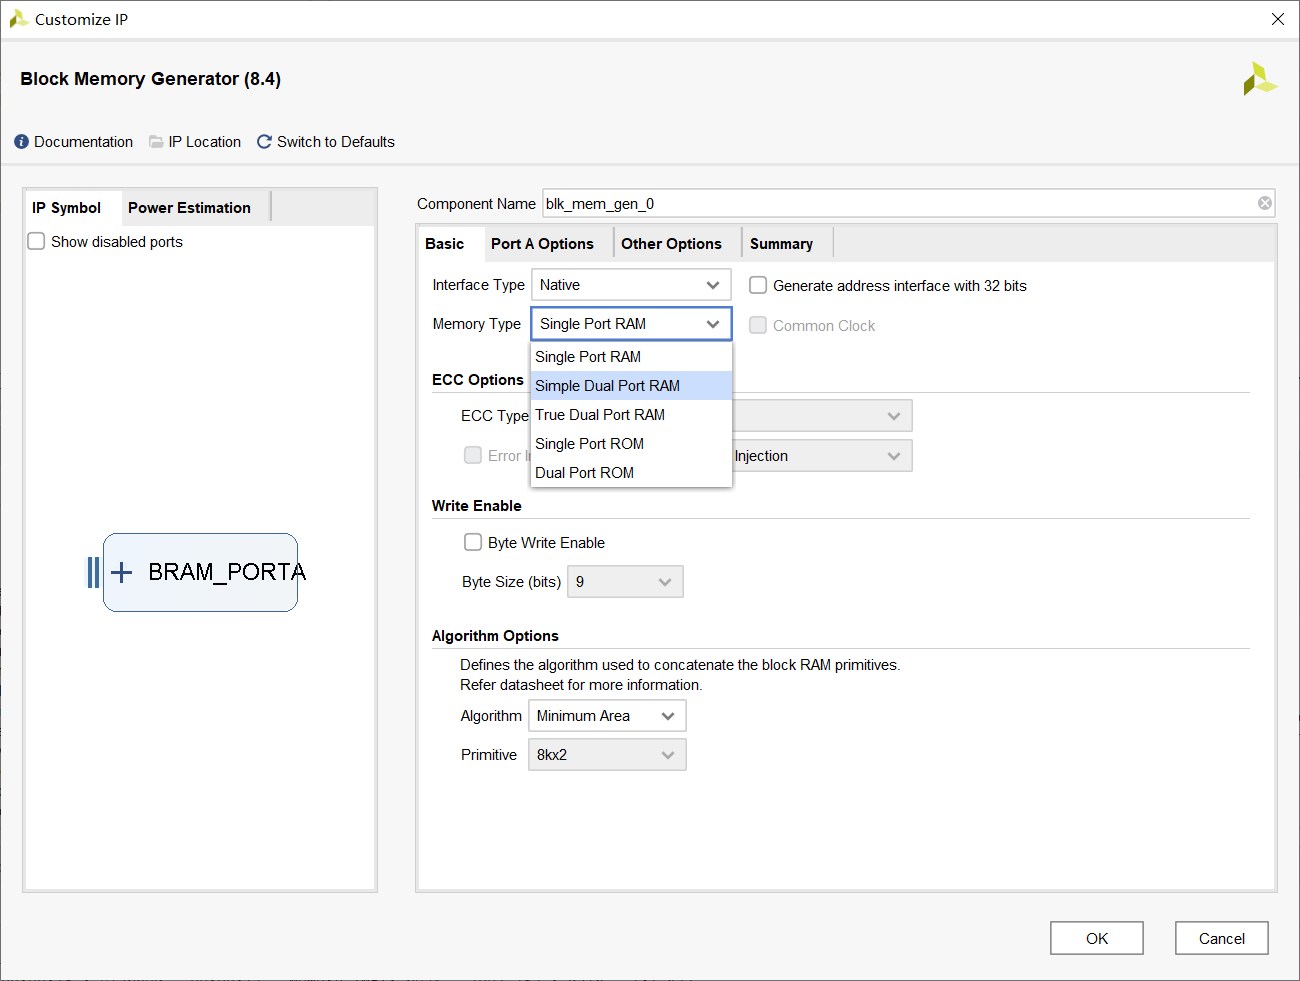 Customize IP
Block Memory Generator (8.4)
Documentation IP Location Switch to Defaults
IP Symbol Power Estimation
Show disabled ports
BRAM_PORTA
Component Name blk_mem_gen_0
Basic Port A Options Other Options Summary
Interface Type Native Generate address interface with 32 bits
Memory Type Single Port RAM Common Clock
Single Port RAM
Simple Dual Port RAM
True Dual Port RAM
Single Port ROM
Dual Port ROM
ECC Options
ECC Type
Error Injection
Write Enable
Byte Write Enable
Byte Size (bits) 9
Algorithm Options
Defines the algorithm used to concatenate the block RAM primitives.
Refer datasheet for more information.
Algorithm Minimum Area
Primitive 8kx2
OK Cancel